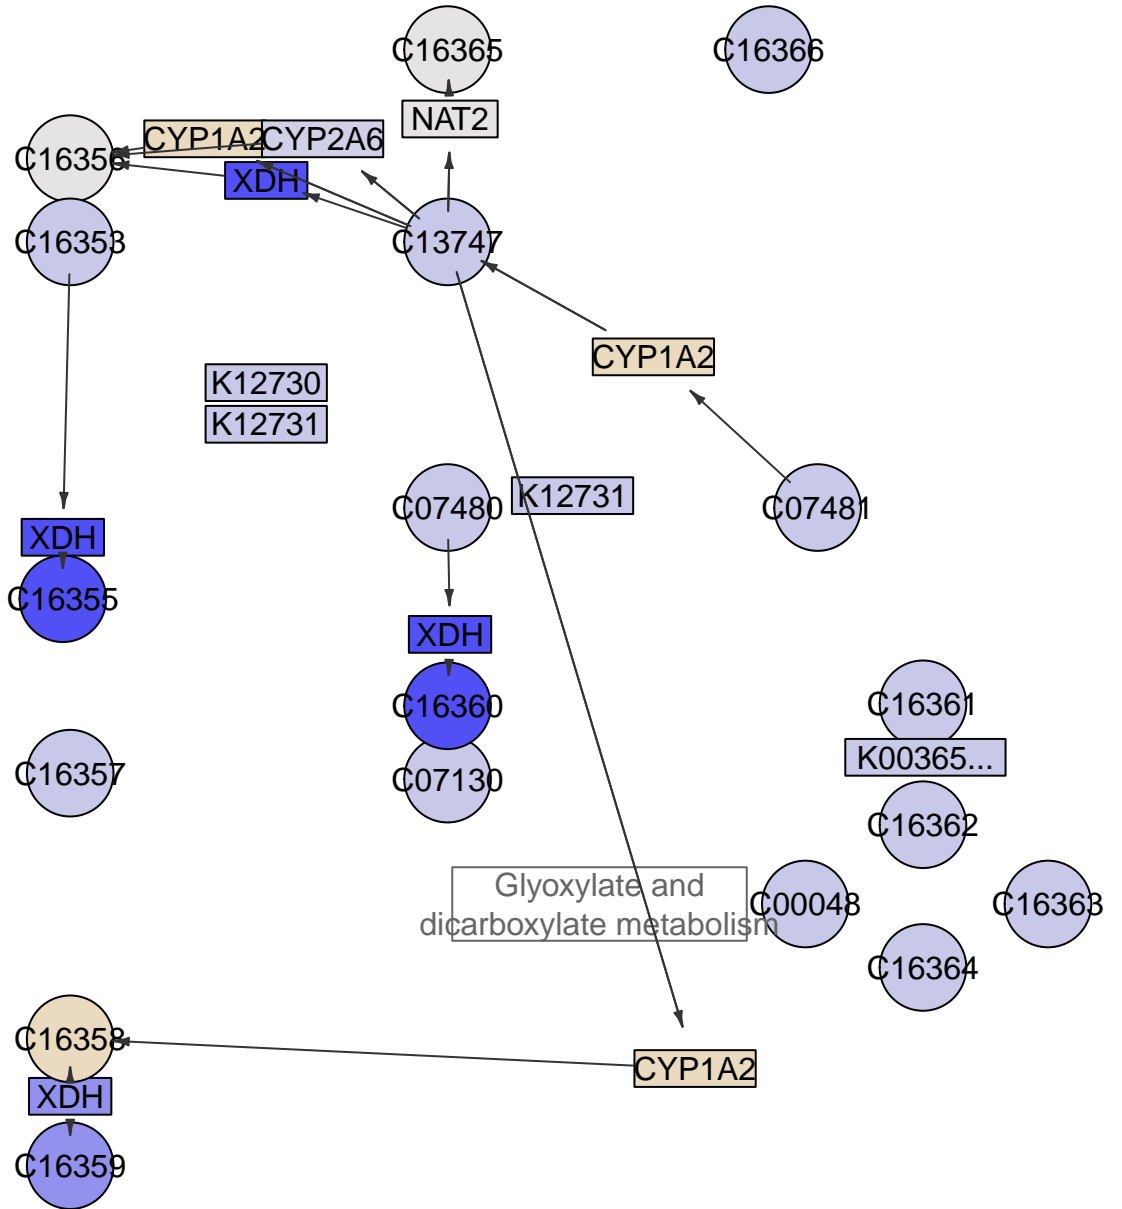 C16365
C16366
NAT2
CYP1A2
CYP2A6
C16356
XDH
C16353
C13747
CYP1A2
K12730
K12731
K12731
C07480
C07481
XDH
C16355
XDH
C16360
C16361
K00365...
C16357
C07130
C16362
Glyoxylate and
dicarboxylate metabolism
C00048
C16363
C16364
C16358
CYP1A2
XDH
C16359